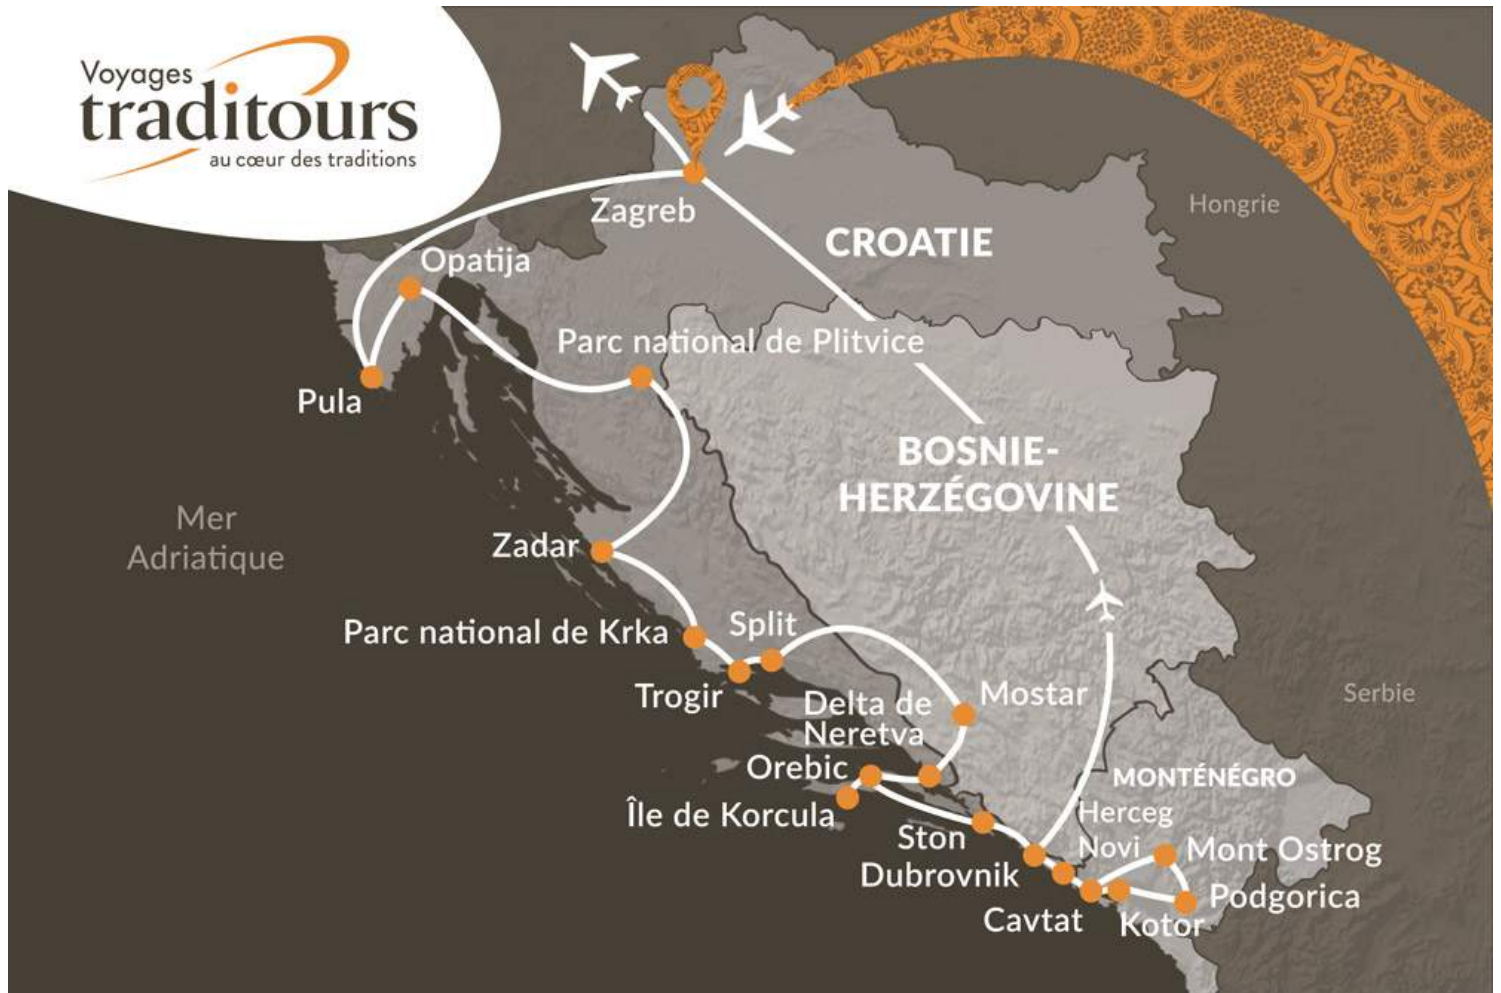 Voyages
traditours
au cœur des traditions
Zagreb
Hongrie
CROATIE
Opatija
Parc national de Plitvice
Pula
BOSNIE-
HERZÉGOVINE
Mer
Adriatique
Zadar
Parc national de Krka
Split
Trogir
Mostar
Serbie
Delta de
Neretva
Orebic
MONTÉNÉGRO
Île de Korcula
Herceg
Novi
Ston
Mont Ostrog
Dubrovnik
Podgorica
Cavtat
Kotor